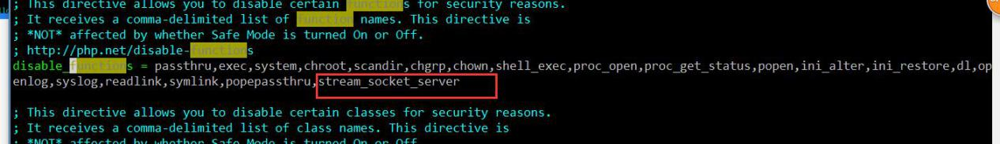 ; This directive allows you to disable certain functions for security reasons.
; It receives a comma-delimited list of function names. This directive is
; *NOT* affected by whether Safe Mode is turned On or Off.
; http://php.net/disable-functions
disable_functions = passthru,exec,system,chroot,scandir,chgrp,chown,shell_exec,proc_open,proc_get_status,popen,ini_alter,ini_restore,dl,op
enlog,syslog,readlink,symlink,popepassthru,stream_socket_server
; This directive allows you to disable certain classes for security reasons.
; It receives a comma-delimited list of class names. This directive is
; *NOT* affected by whether Safe Mode is turned On or Off.